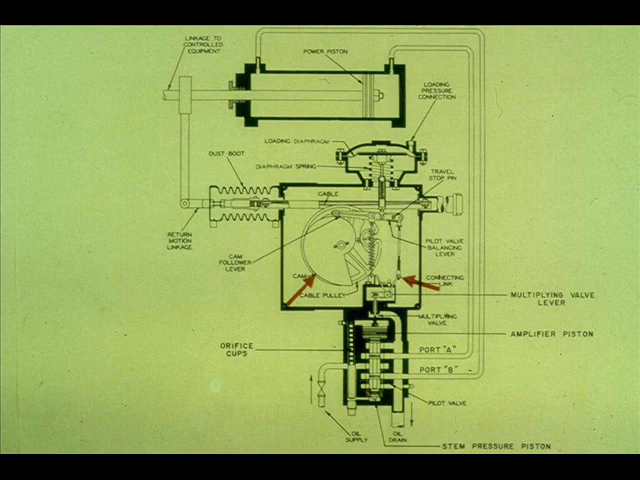 LINKAGE TO
CONTROLLED
EQUIPMENT
POWER PISTON
LOADING
PRESSURE
CONNECTION
LOADING DIAPHRAGM
DUST BOOT
DIAPHRAGM SPRING
TRAVEL
STOP PIN
CABLE
RETURN
MOTION
LINKAGE
CAM
FOLLOWER
LEVER
PILOT VALVE
BALANCING
LEVER
CAM
CABLE PULLEY
CONNECTING
LINK
MULTIPLYING VALVE
LEVER
MULTIPLYING
VALVE
AMPLIFIER PISTON
ORIFICE
CUPS
PORT "A"
PORT "B"
PILOT VALVE
OIL
SUPPLY
OIL
DRAIN
STEM PRESSURE PISTON